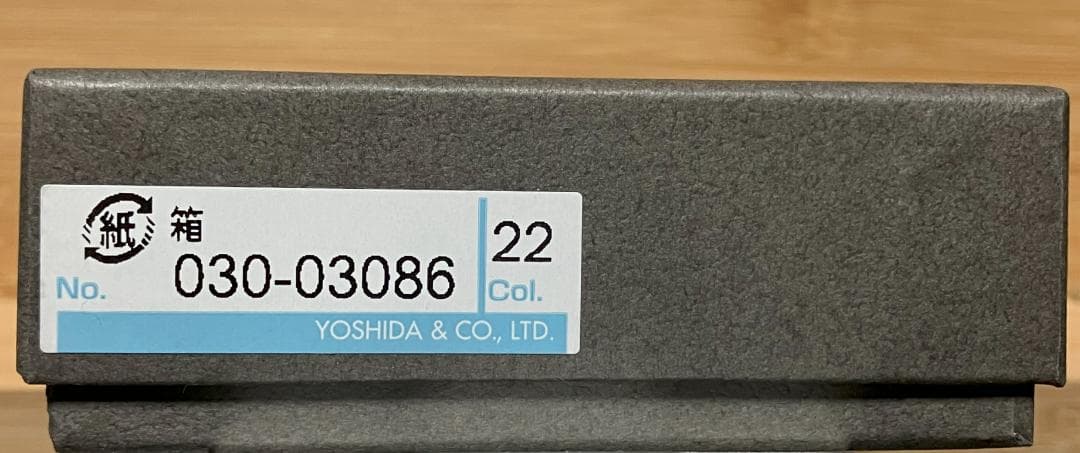 紙 箱
No. 030-03086
22
Col.
YOSHIDA & CO., LTD.